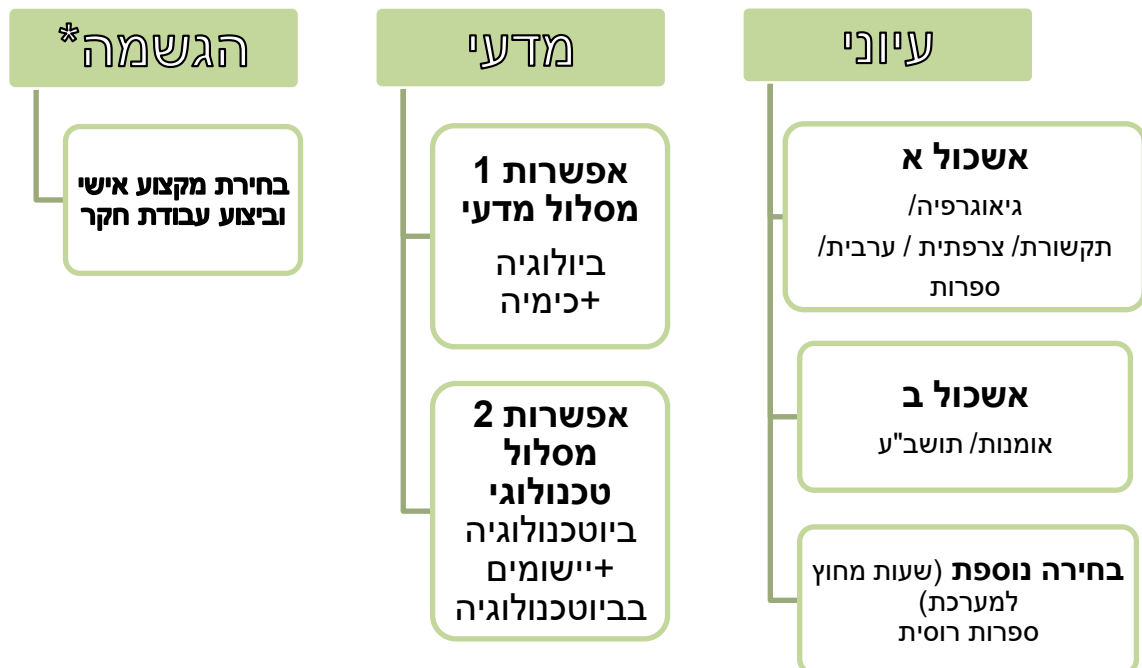 עיוני
אשכול א
גיאוגרפיה/
תקשורת/ צרפתית / ערבית/
ספרות
אשכול ב
אומנות/ תושב"ע
בחירה נוספת (שעות מחוץ
למערכת)
ספרות רוסית
מדעי
אפשרות 1
מסלול מדעי
ביולוגיה
+כימיה
אפשרות 2
מסלול
טכנולוגי
ביוטכנולוגיה
+יישומים
בביוטכנולוגיה
הגשמה*
בחירת מקצוע אישי
וביצוע עבודת חקר